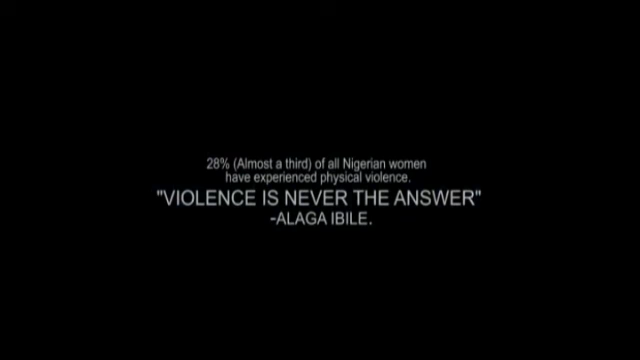 28% (Almost a third) of all Nigerian women
have experienced physical violence.
"VIOLENCE IS NEVER THE ANSWER"
-ALAGA IBILE.